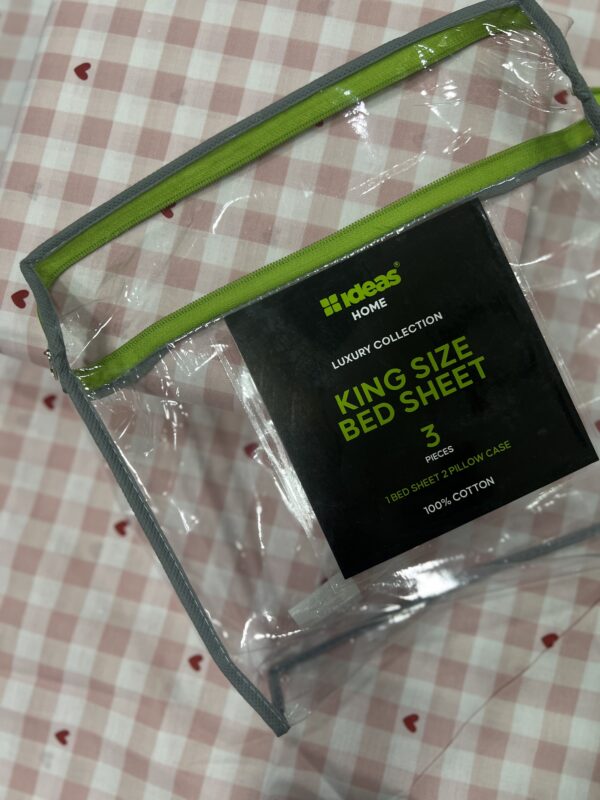 ideas®
HOME
LUXURY COLLECTION
KING SIZE
BED SHEET
3
PIECES
1 BED SHEET 2 PILLOW CASE
100% COTTON